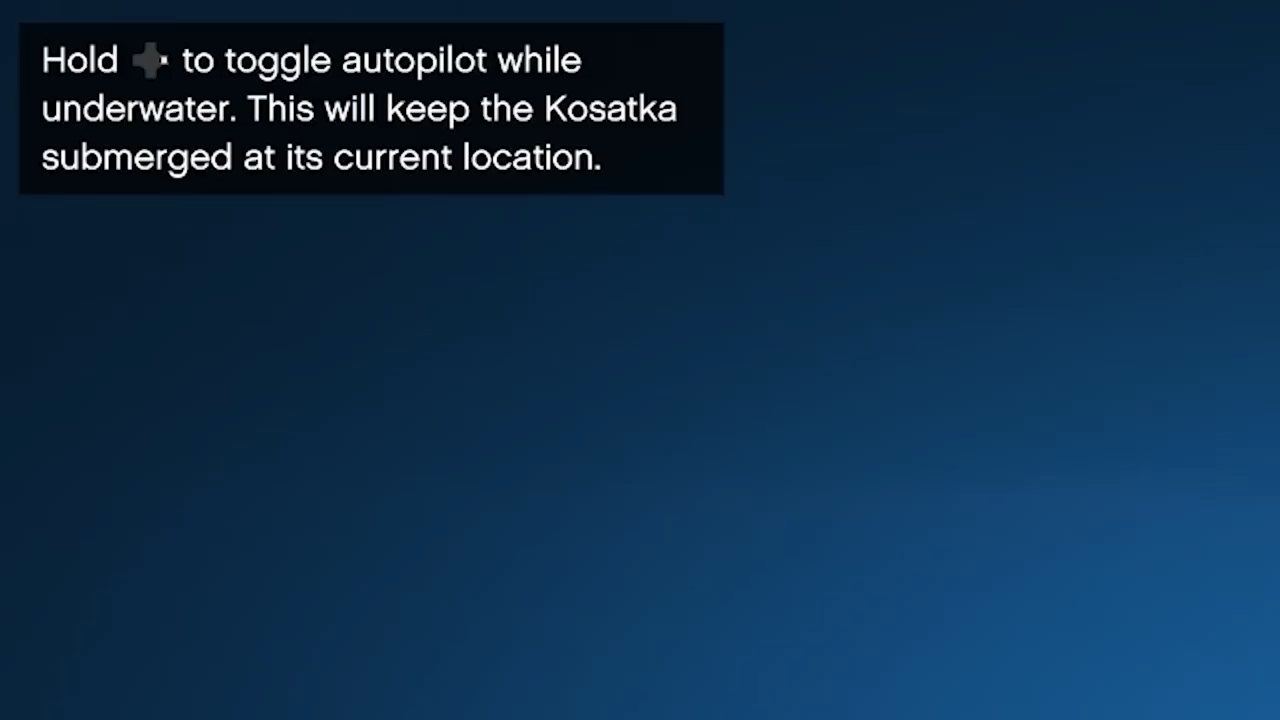 Hold to toggle autopilot while
underwater. This will keep the Kosatka
submerged at its current location.